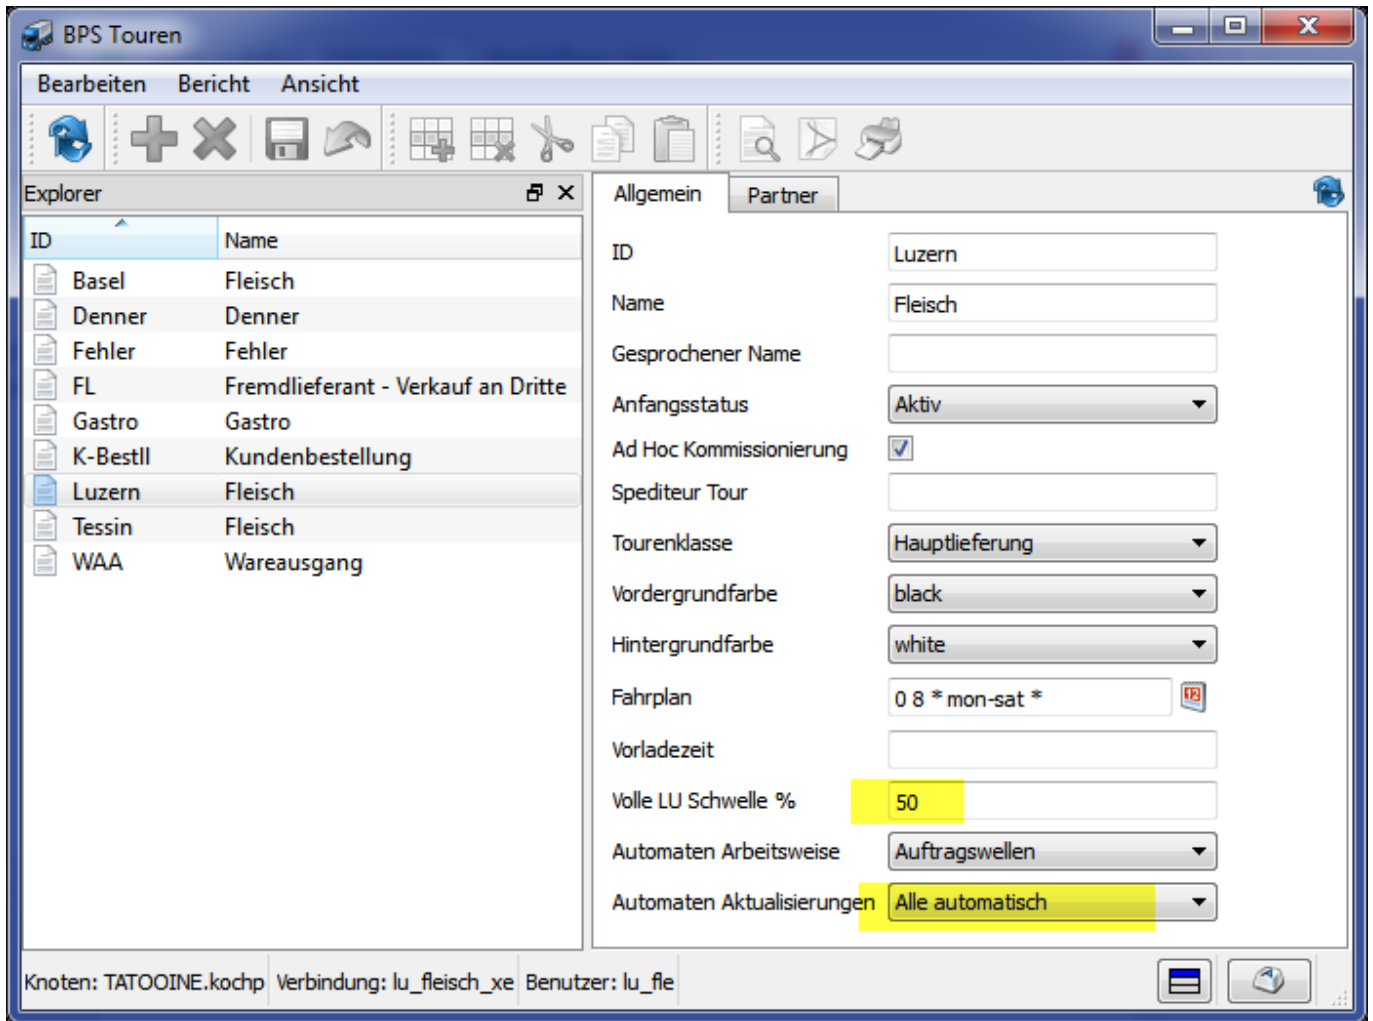 BPS Touren
Bearbeiten Bericht Ansicht
Explorer
ID Name
Basel Fleisch
Denner Denner
Fehler Fehler
FL Fremdlieferant - Verkauf an Dritte
Gastro Gastro
K-Bestll Kundenbestellung
Luzern Fleisch
Tessin Fleisch
WAA Wareausgang
Allgemein Partner
ID Luzern
Name Fleisch
Gesprochener Name
Anfangsstatus Aktiv
Ad Hoc Kommissionierung
Spediteur Tour
Tourenklasse Hauptlieferung
Vordergrundfarbe black
Hintergrundfarbe white
Fahrplan 0 8 * mon-sat * 12
Vorladezeit
Volle LU Schwelle % 50
Automaten Arbeitsweise Auftragswellen
Automaten Aktualisierungen Alle automatisch
Knoten: TATOOINE.kochp Verbindung: lu_fleisch_xe Benutzer: lu_fle